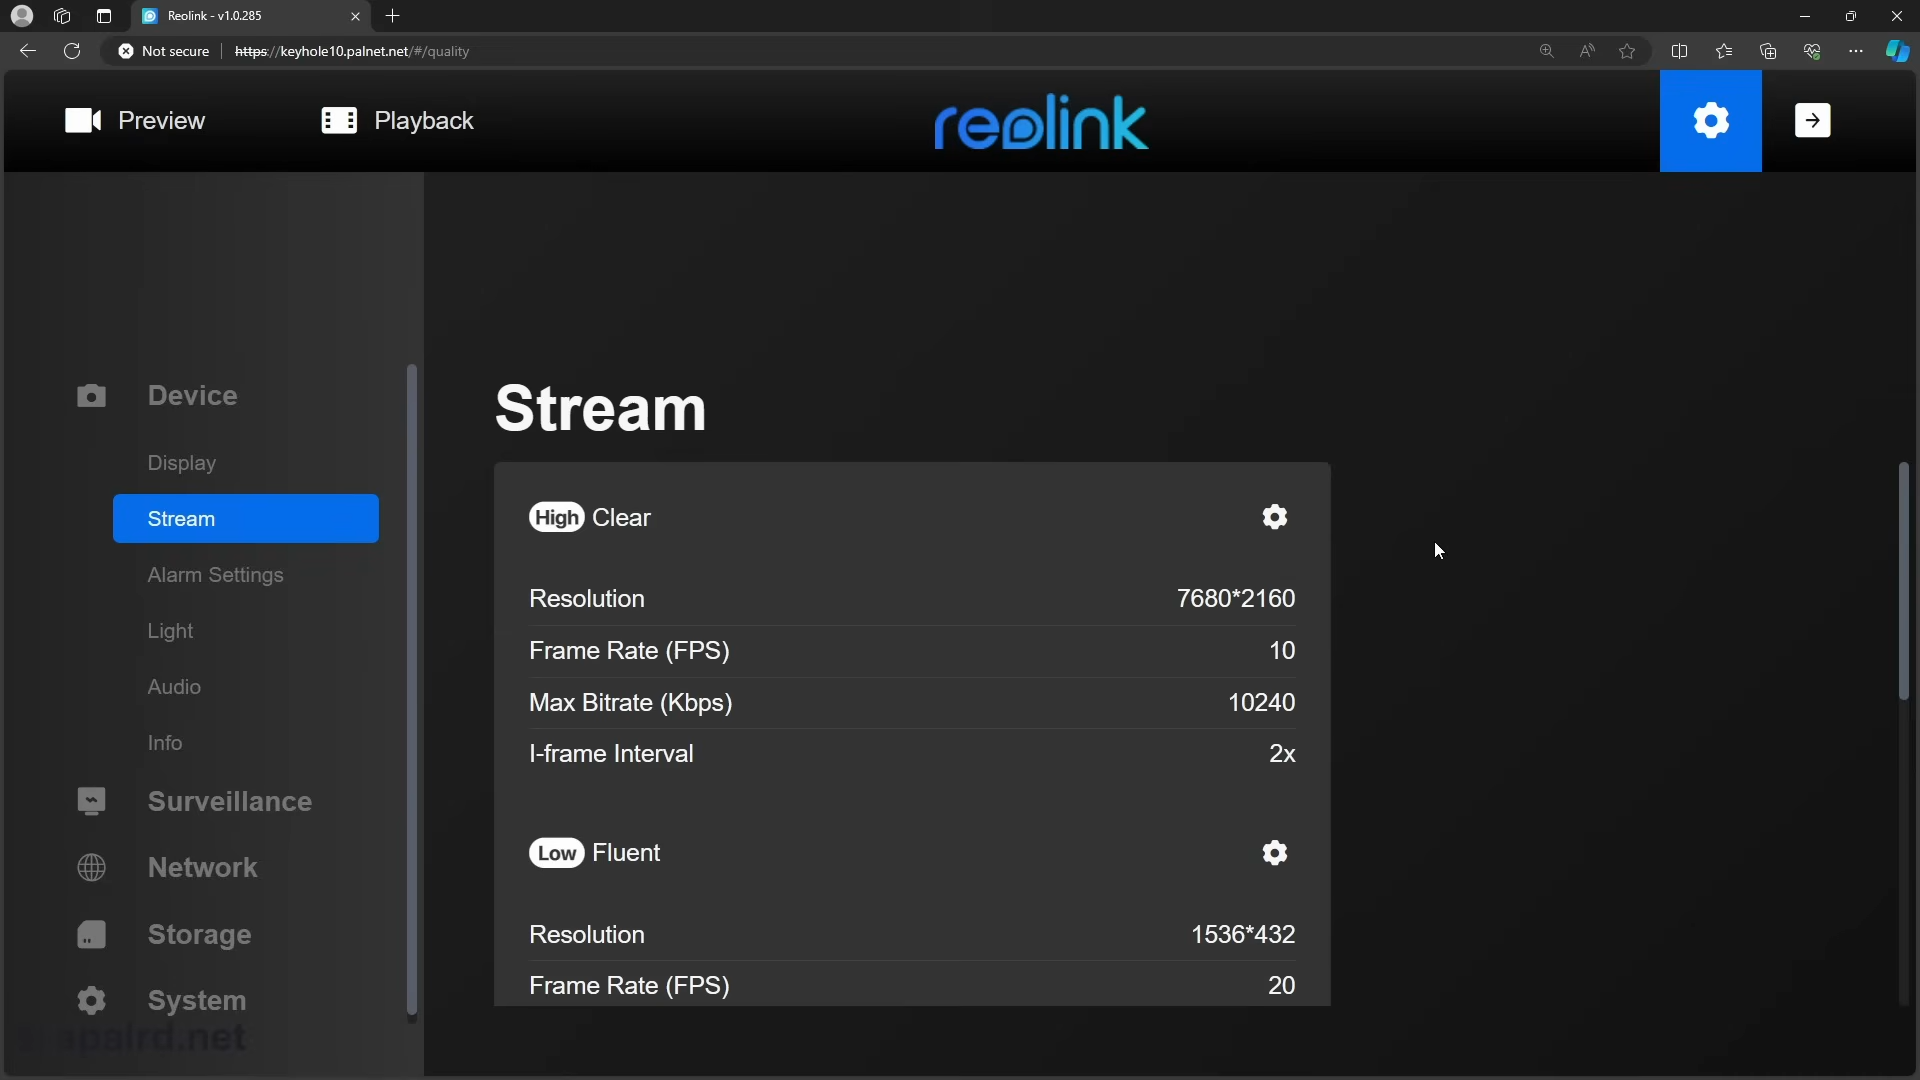 Reolink - v1.0.285
Not secure
https://keyhole10.palnet.net/#/quality
Preview
Playback
reolink
Device
Display
Stream
Alarm Settings
Light
Audio
Info
Surveillance
Network
Storage
System
apalrd.net
Stream
High Clear
Resolution 7680*2160
Frame Rate (FPS) 10
Max Bitrate (Kbps) 10240
I-frame Interval 2x
Low Fluent
Resolution 1536*432
Frame Rate (FPS) 20